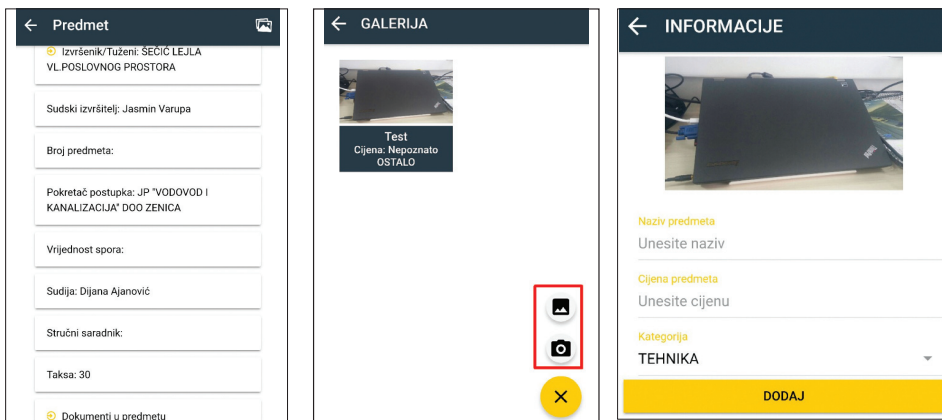 Predmet
Izvršenik/Tuženi: ŠEČIĆ LEJLA
VL.POSLOVNOG PROSTORA
Sudski izvršitelj: Jasmin Varupa
Broj predmeta:
Pokretač postupka: JP "VODOVOD I
KANALIZACIJA" DOO ZENICA
Vrijednost spora:
Sudija: Dijana Ajanović
Stručni saradnik:
Taksa: 30
Dokumenti u predmetu
GALERIJA
Test
Cijena: Nepoznato
OSTALO
INFORMACIJE
Naziv predmeta
Unesite naziv
Cijena predmeta
Unesite cijenu
Kategorija
TEHNIKA
DODAJ